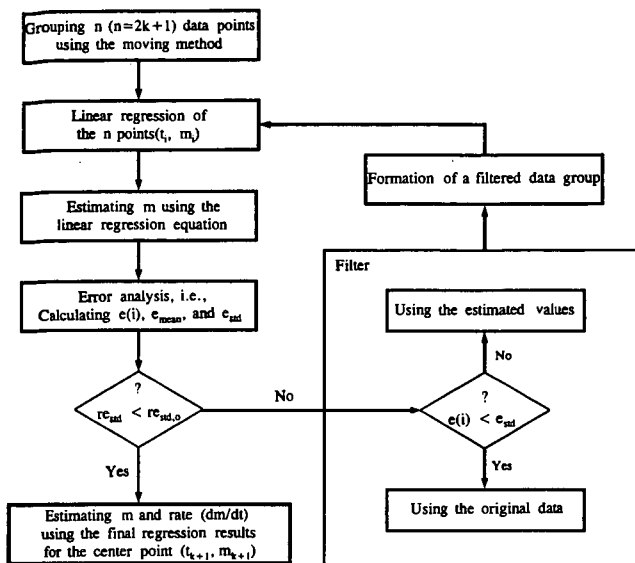 Grouping n (n=2k+1) data points
using the moving method
Linear regression of
the n points(t_i, m_i)
Formation of a filtered data group
Estimating m using the
linear regression equation
Filter
Error analysis, i.e.,
Calculating e(i), e_mean, and e_std
Using the estimated values
No
?
re_std < re_std,o
No
?
e(i) < e_std
Yes
Yes
Using the original data
Estimating m and rate (dm/dt)
using the final regression results
for the center point (t_k+1, m_k+1)